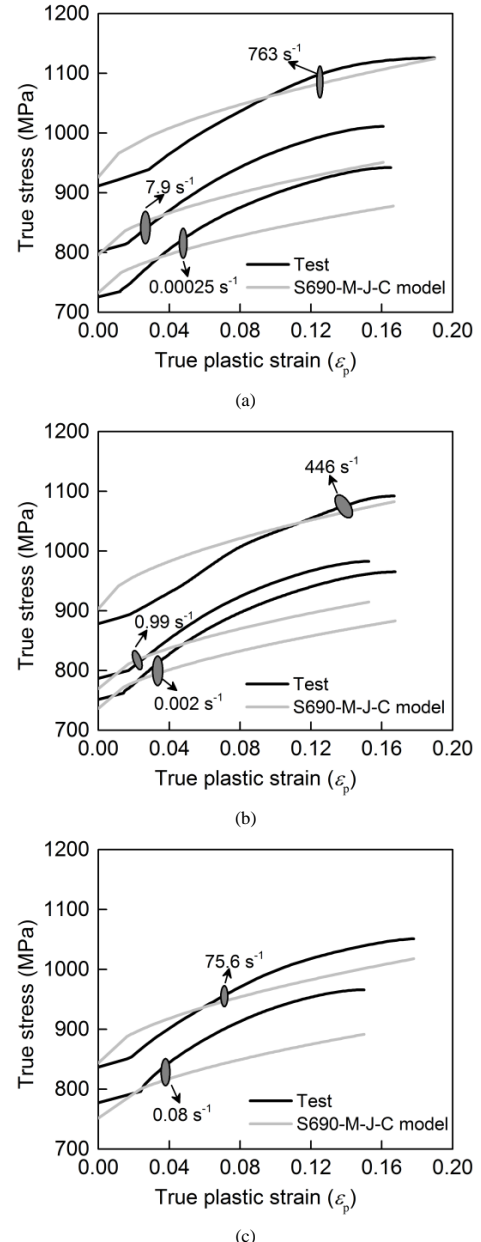 1200
1100
1000
900
800
700
True stress (MPa)
763 s-1
7.9 s-1
0.00025 s-1
Test
S690-M-J-C model
0.00 0.04 0.08 0.12 0.16 0.20
True plastic strain (εp)
(a)
1200
1100
1000
900
800
700
True stress (MPa)
446 s-1
0.99 s-1
0.002 s-1
Test
S690-M-J-C model
0.00 0.04 0.08 0.12 0.16 0.20
True plastic strain (εp)
(b)
1200
1100
1000
900
800
700
True stress (MPa)
75.6 s-1
0.08 s-1
Test
S690-M-J-C model
0.00 0.04 0.08 0.12 0.16 0.20
True plastic strain (εp)
(c)